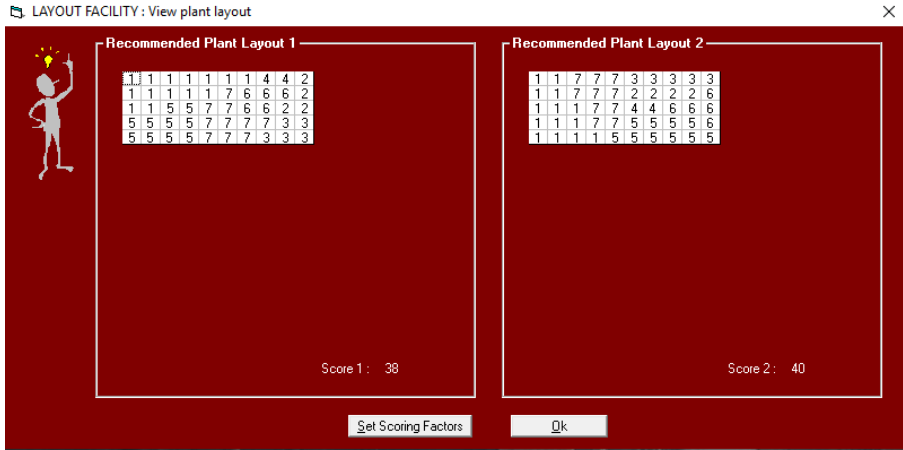 LAYOUT FACILITY : View plant layout
Recommended Plant Layout 1
1 1 1 1 1 1 1 4 4 2
1 1 1 1 1 7 6 6 6 2
1 1 5 5 7 7 6 6 2 2
5 5 5 5 7 7 7 7 3 3
5 5 5 5 7 7 7 3 3 3
Score 1 : 38
Recommended Plant Layout 2
1 1 7 7 7 3 3 3 3 3
1 1 7 7 7 2 2 2 2 6
1 1 1 7 7 4 4 6 6 6
1 1 1 7 7 5 5 5 5 6
1 1 1 1 5 5 5 5 5 5
Score 2 : 40
Set Scoring Factors
Ok